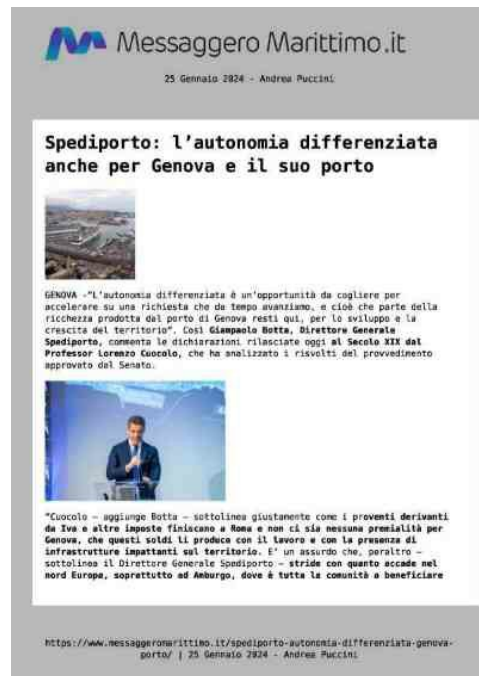 Messaggero Marittimo.it
25 Gennaio 2024 - Andrea Puccini
Spediporto: l'autonomia differenziata
anche per Genova e il suo porto
GENOVA -"L'autonomia differenziata è un'opportunità da cogliere per
accelerare su una richiesta che da tempo avanziamo, e cioè che parte della
ricchezza prodotta dal porto di Genova resti qui, per lo sviluppo e la
crescita del territorio". Così Giampaolo Botta, Direttore Generale
Spediporto, commenta le dichiarazioni rilasciate oggi al Secolo XIX dal
Professor Lorenzo Cuocolo, che ha analizzato i risvolti del provvedimento
approvato dal Senato.
"Cuocolo – aggiunge Botta – sottolinea giustamente come i proventi derivanti
da Iva e altre imposte finiscano a Roma e non ci sia nessuna premialità per
Genova, che questi soldi li produce con il lavoro e con la presenza di
infrastrutture impattanti sul territorio. E' un assurdo che, peraltro –
sottolinea il Direttore Generale Spediporto – stride con quanto accade nel
nord Europa, soprattutto ad Amburgo, dove è tutta la comunità a beneficiare
https://www.messaggeromarittimo.it/spediporto-autonomia-differenziata-genova-
porto/ | 25 Gennaio 2024 - Andrea Puccini